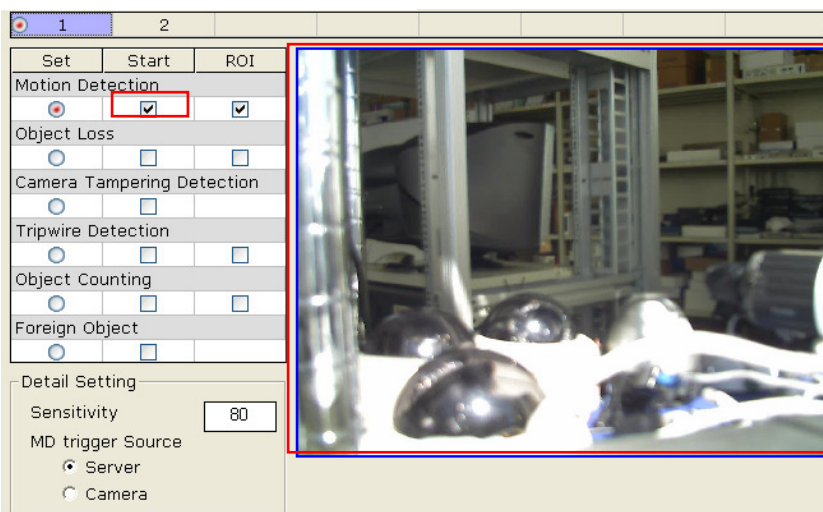 1 2
Set Start ROI
Motion Detection
Object Loss
Camera Tampering Detection
Tripwire Detection
Object Counting
Foreign Object
Detail Setting
Sensitivity 80
MD trigger Source
Server
Camera